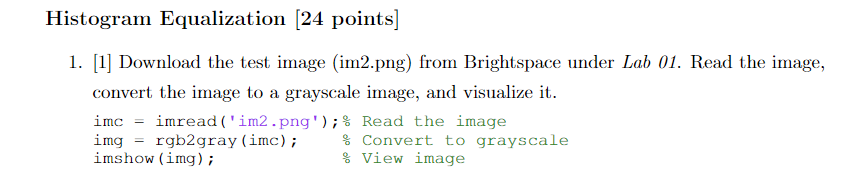 Histogram Equalization [24 points]
1. [1] Download the test image (im2.png) from Brightspace under Lab 01. Read the image,
convert the image to a grayscale image, and visualize it.
imc = imread('im2.png');% Read the image
img = rgb2gray(imc);    % Convert to grayscale
imshow(img);            % View image